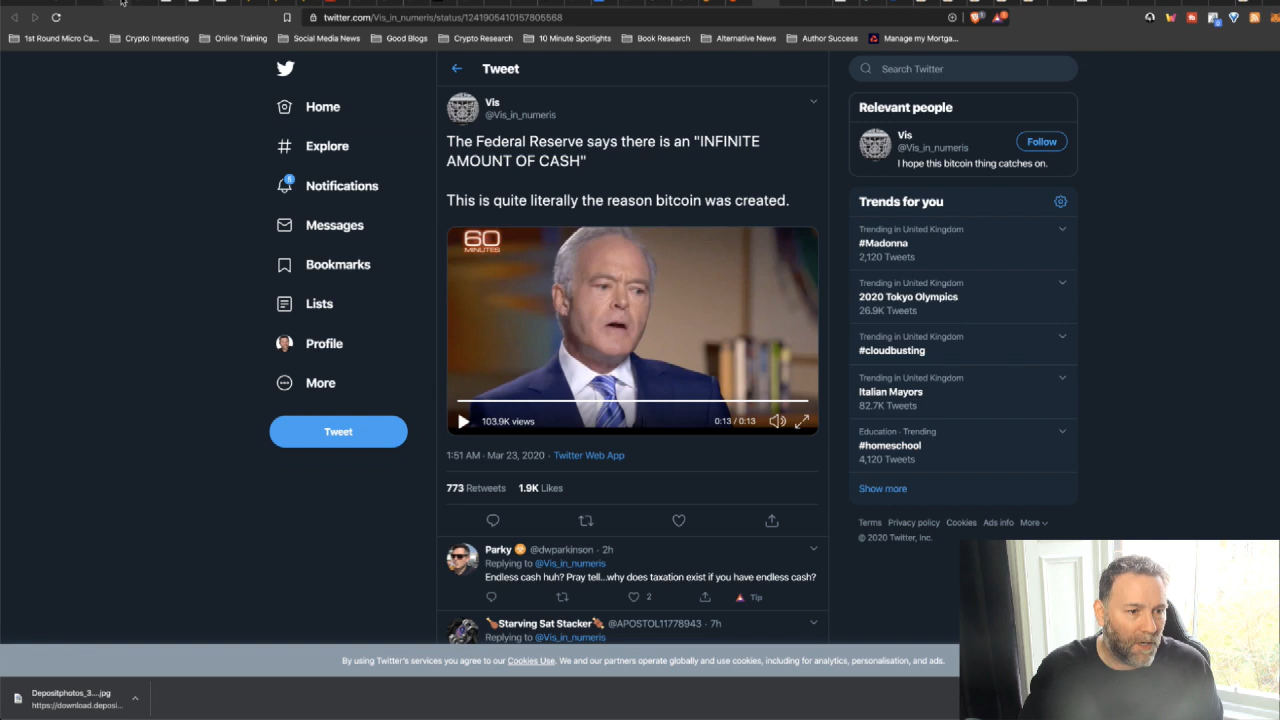 twitter.com/Vis_in_numeris/status/1241905410157805568
1st Round Micro Ca...
Crypto Interesting
Online Training
Social Media News
Good Blogs
Crypto Research
10 Minute Spotlights
Book Research
Alternative News
Author Success
Manage my Mortga...
Home
Explore
5
Notifications
Messages
Bookmarks
Lists
Profile
More
Tweet
Tweet
Vis
@Vis_in_numeris
The Federal Reserve says there is an "INFINITE
AMOUNT OF CASH"
This is quite literally the reason bitcoin was created.
60
MINUTES
103.9K views
0:13 / 0:13
1:51 AM · Mar 23, 2020 · Twitter Web App
773 Retweets 1.9K Likes
Parky @dwparkinson · 2h
Replying to @Vis_in_numeris
Endless cash huh? Pray tell...why does taxation exist if you have endless cash?
2
Tip
Starving Sat Stacker @APOSTOL11778943 · 7h
Replying to @Vis_in_numeris
Search Twitter
Relevant people
Vis
@Vis_in_numeris
Follow
I hope this bitcoin thing catches on.
Trends for you
Trending in United Kingdom
#Madonna
2,120 Tweets
Trending in United Kingdom
2020 Tokyo Olympics
26.9K Tweets
Trending in United Kingdom
#cloudbusting
Trending in United Kingdom
Italian Mayors
82.7K Tweets
Education · Trending
#homeschool
4,120 Tweets
Show more
Terms Privacy policy Cookies Ads info More
© 2020 Twitter, Inc.
By using Twitter's services you agree to our Cookies Use. We and our partners operate globally and use cookies, including for analytics, personalisation, and ads.
Depositphotos_3....jpg
https://download.deposi...